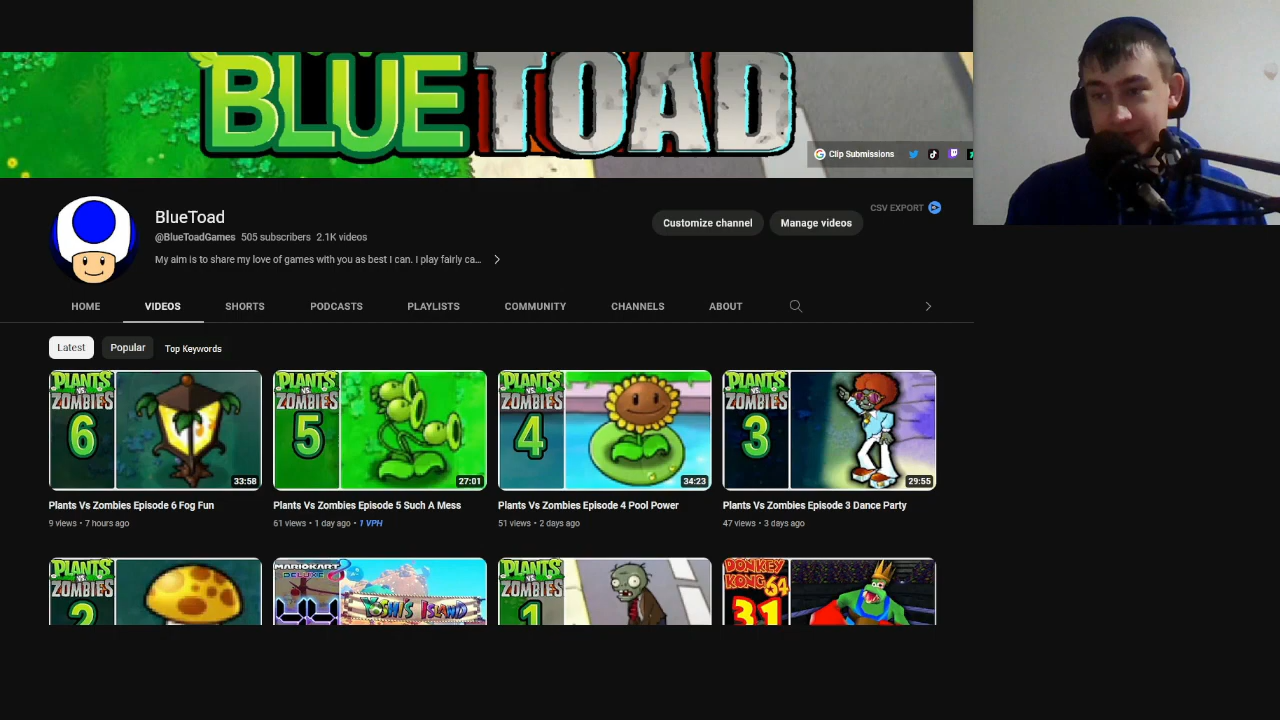 BLUE TOAD
Clip Submissions
BlueToad
@BlueToadGames 505 subscribers 2.1K videos
My aim is to share my love of games with you as best I can. I play fairly ca...
Customize channel
Manage videos
CSV EXPORT
HOME VIDEOS SHORTS PODCASTS PLAYLISTS COMMUNITY CHANNELS ABOUT
Latest Popular Top Keywords
PLANTS VS. ZOMBIES 6
33:58
PLANTS VS. ZOMBIES 5
27:01
PLANTS VS. ZOMBIES 4
34:23
PLANTS VS. ZOMBIES 3
29:55
Plants Vs Zombies Episode 6 Fog Fun
9 views • 7 hours ago
Plants Vs Zombies Episode 5 Such A Mess
61 views • 1 day ago • 1 VPH
Plants Vs Zombies Episode 4 Pool Power
51 views • 2 days ago
Plants Vs Zombies Episode 3 Dance Party
47 views • 3 days ago
PLANTS VS. ZOMBIES 2
MARIOKART 8 DELUXE
YOSHI'S ISLAND
PLANTS VS. ZOMBIES 1
DONKEY KONG 64 31